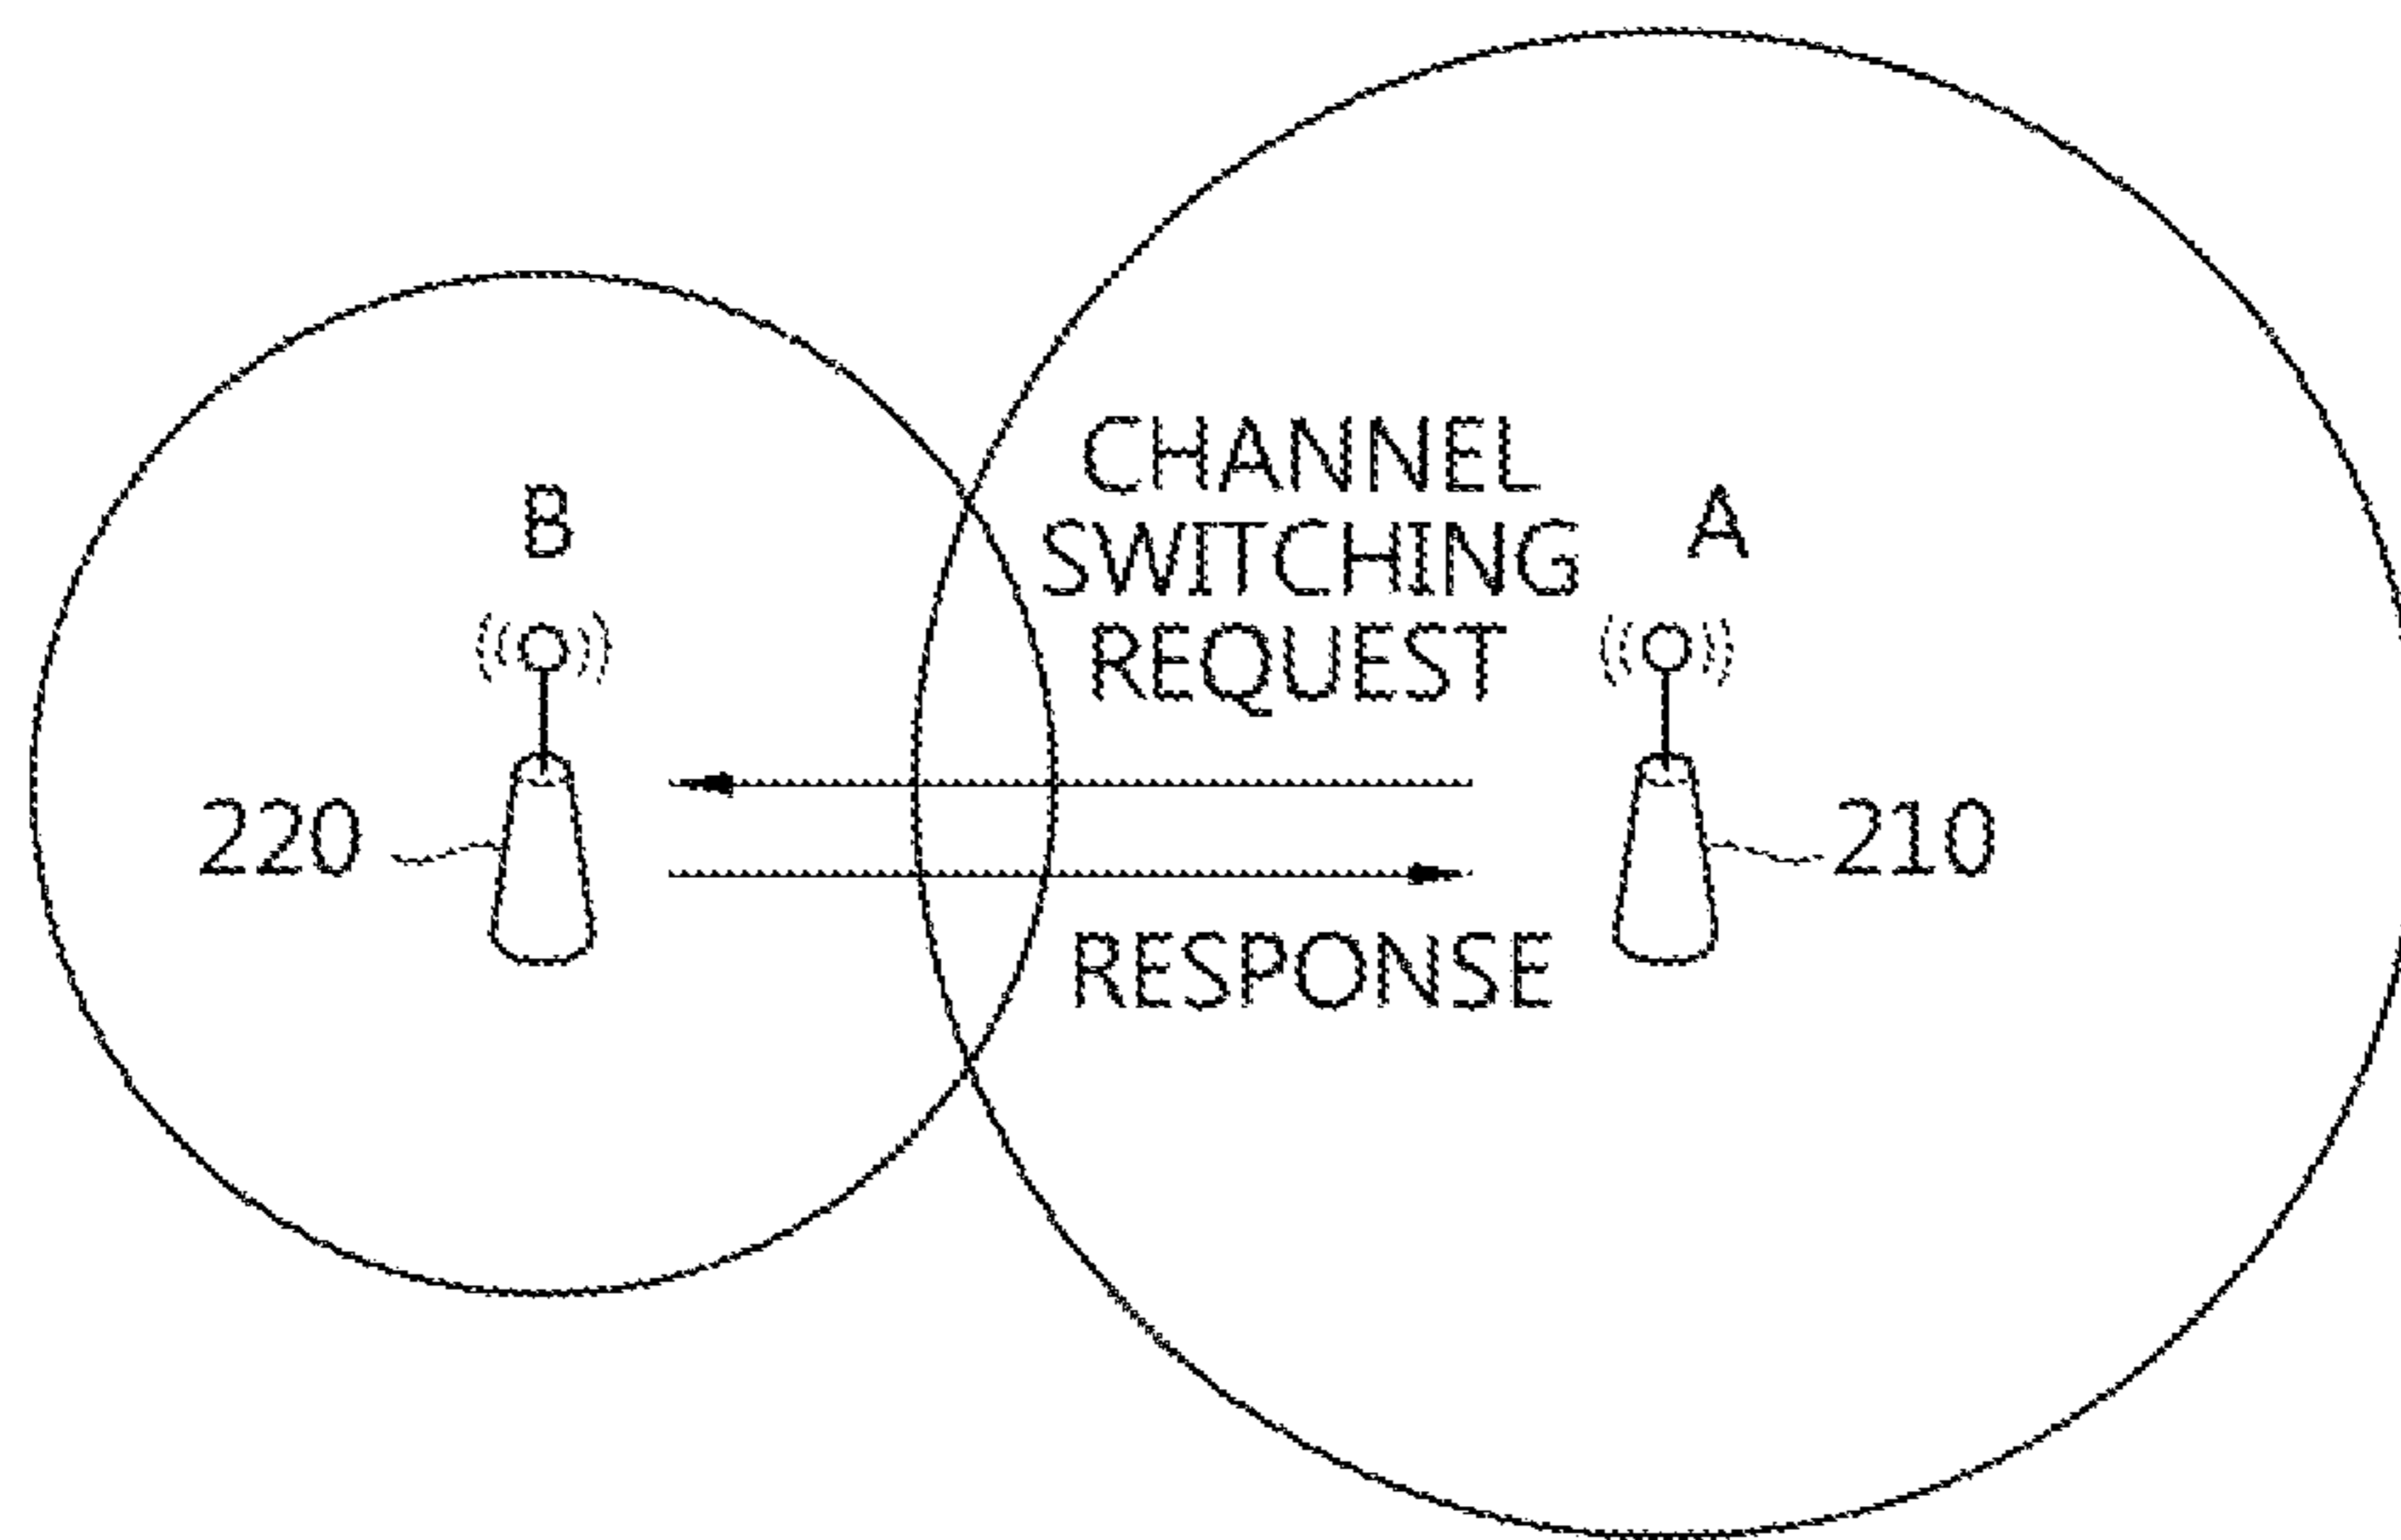 CHANNEL
SWITCHING
REQUEST
B
A
220
210
RESPONSE